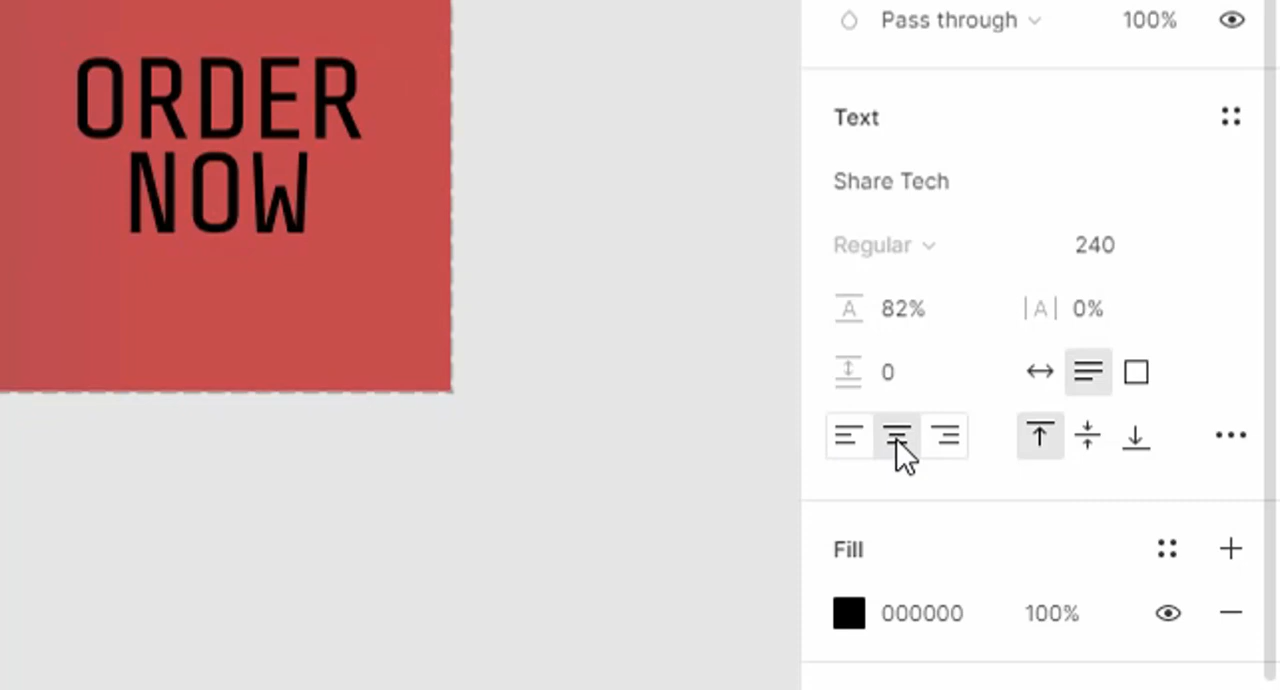 ORDER
NOW
Pass through 100%
Text
Share Tech
Regular 240
A 82% |A| 0%
0
Fill
000000 100%